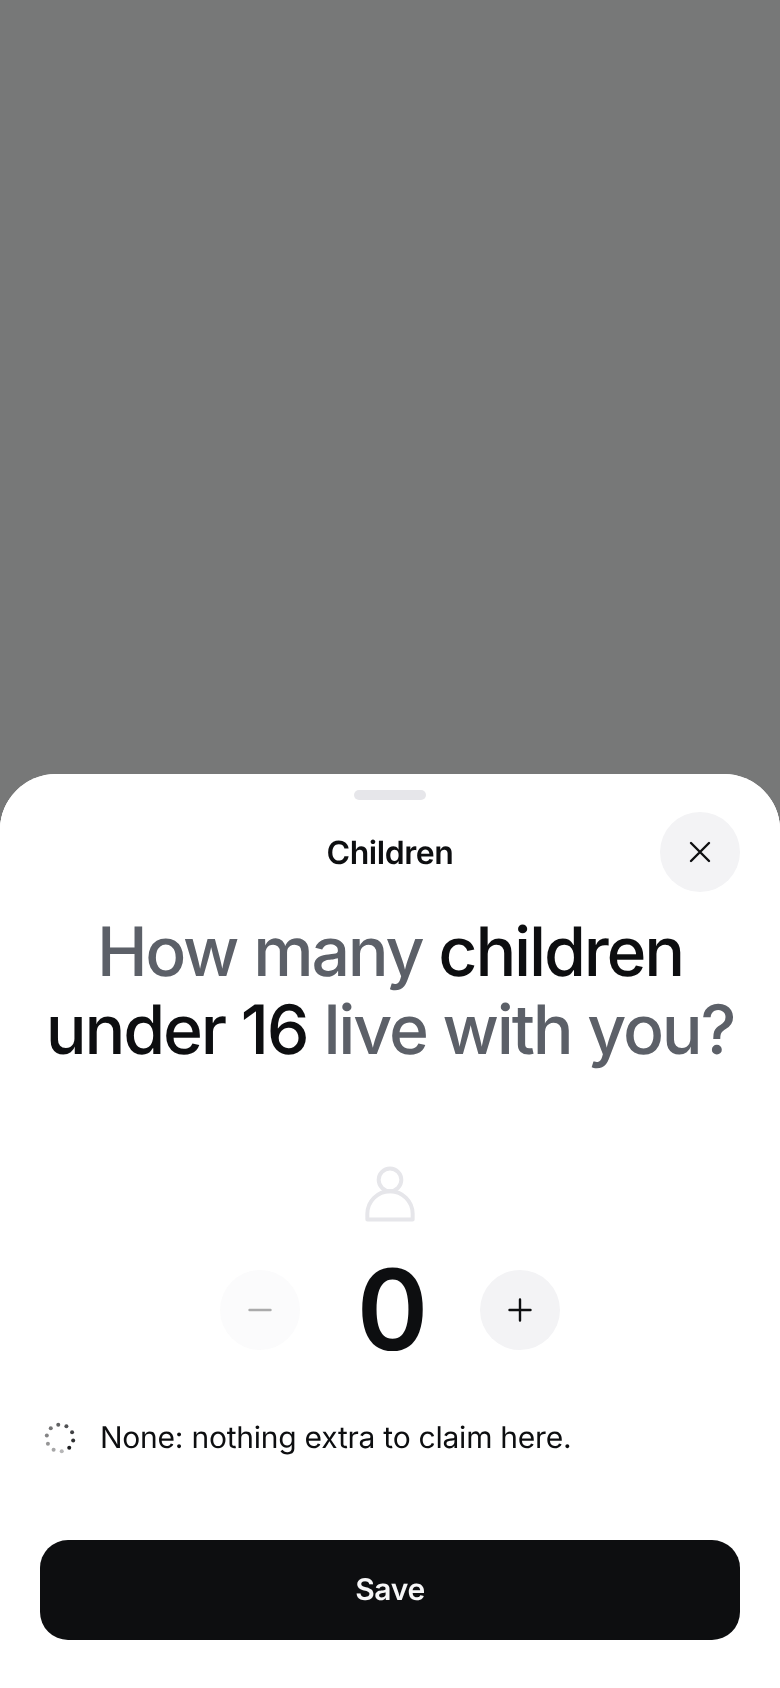 Children
How many children
under 16 live with you?
0
None: nothing extra to claim here.
Save